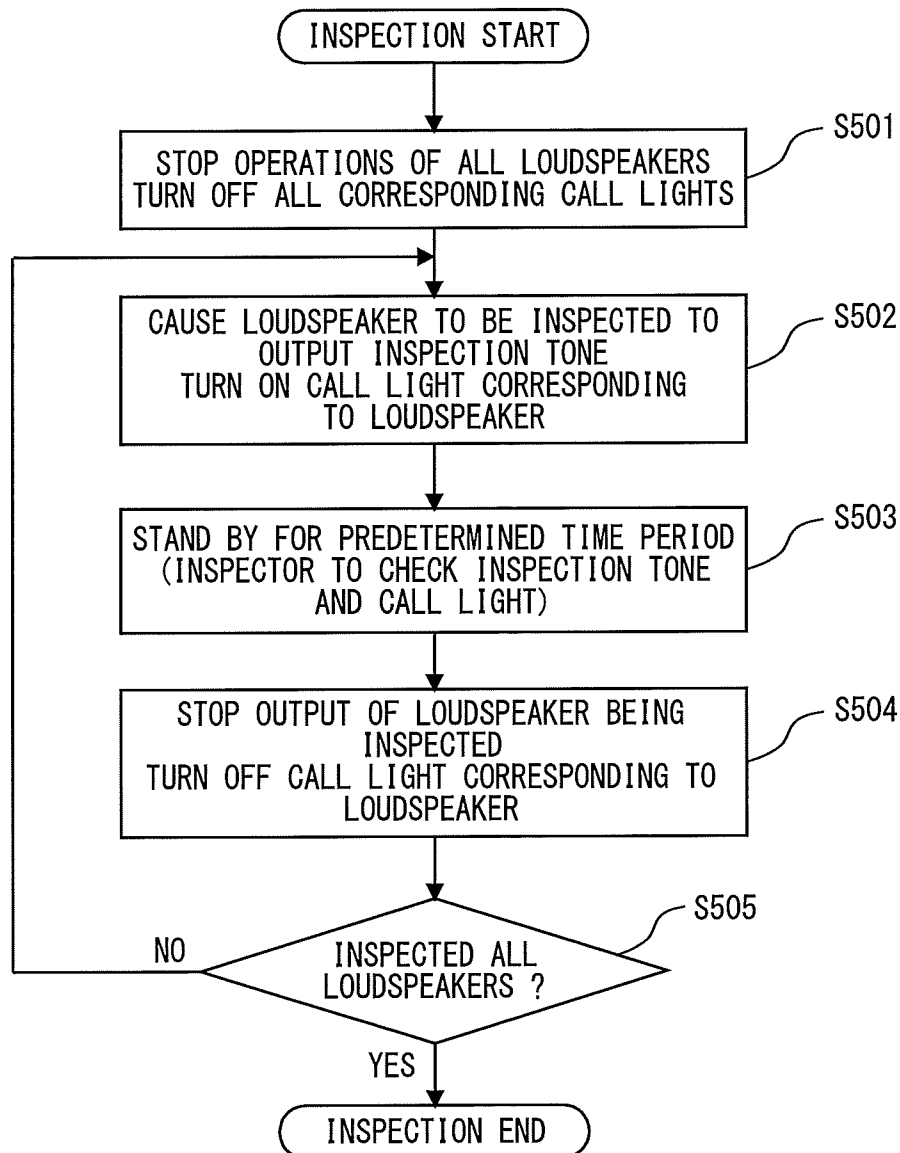 INSPECTION START
S501
STOP OPERATIONS OF ALL LOUDSPEAKERS
TURN OFF ALL CORRESPONDING CALL LIGHTS
S502
CAUSE LOUDSPEAKER TO BE INSPECTED TO
OUTPUT INSPECTION TONE
TURN ON CALL LIGHT CORRESPONDING
TO LOUDSPEAKER
S503
STAND BY FOR PREDETERMINED TIME PERIOD
(INSPECTOR TO CHECK INSPECTION TONE
AND CALL LIGHT)
S504
STOP OUTPUT OF LOUDSPEAKER BEING
INSPECTED
TURN OFF CALL LIGHT CORRESPONDING TO
LOUDSPEAKER
S505
NO
INSPECTED ALL
LOUDSPEAKERS ?
YES
INSPECTION END